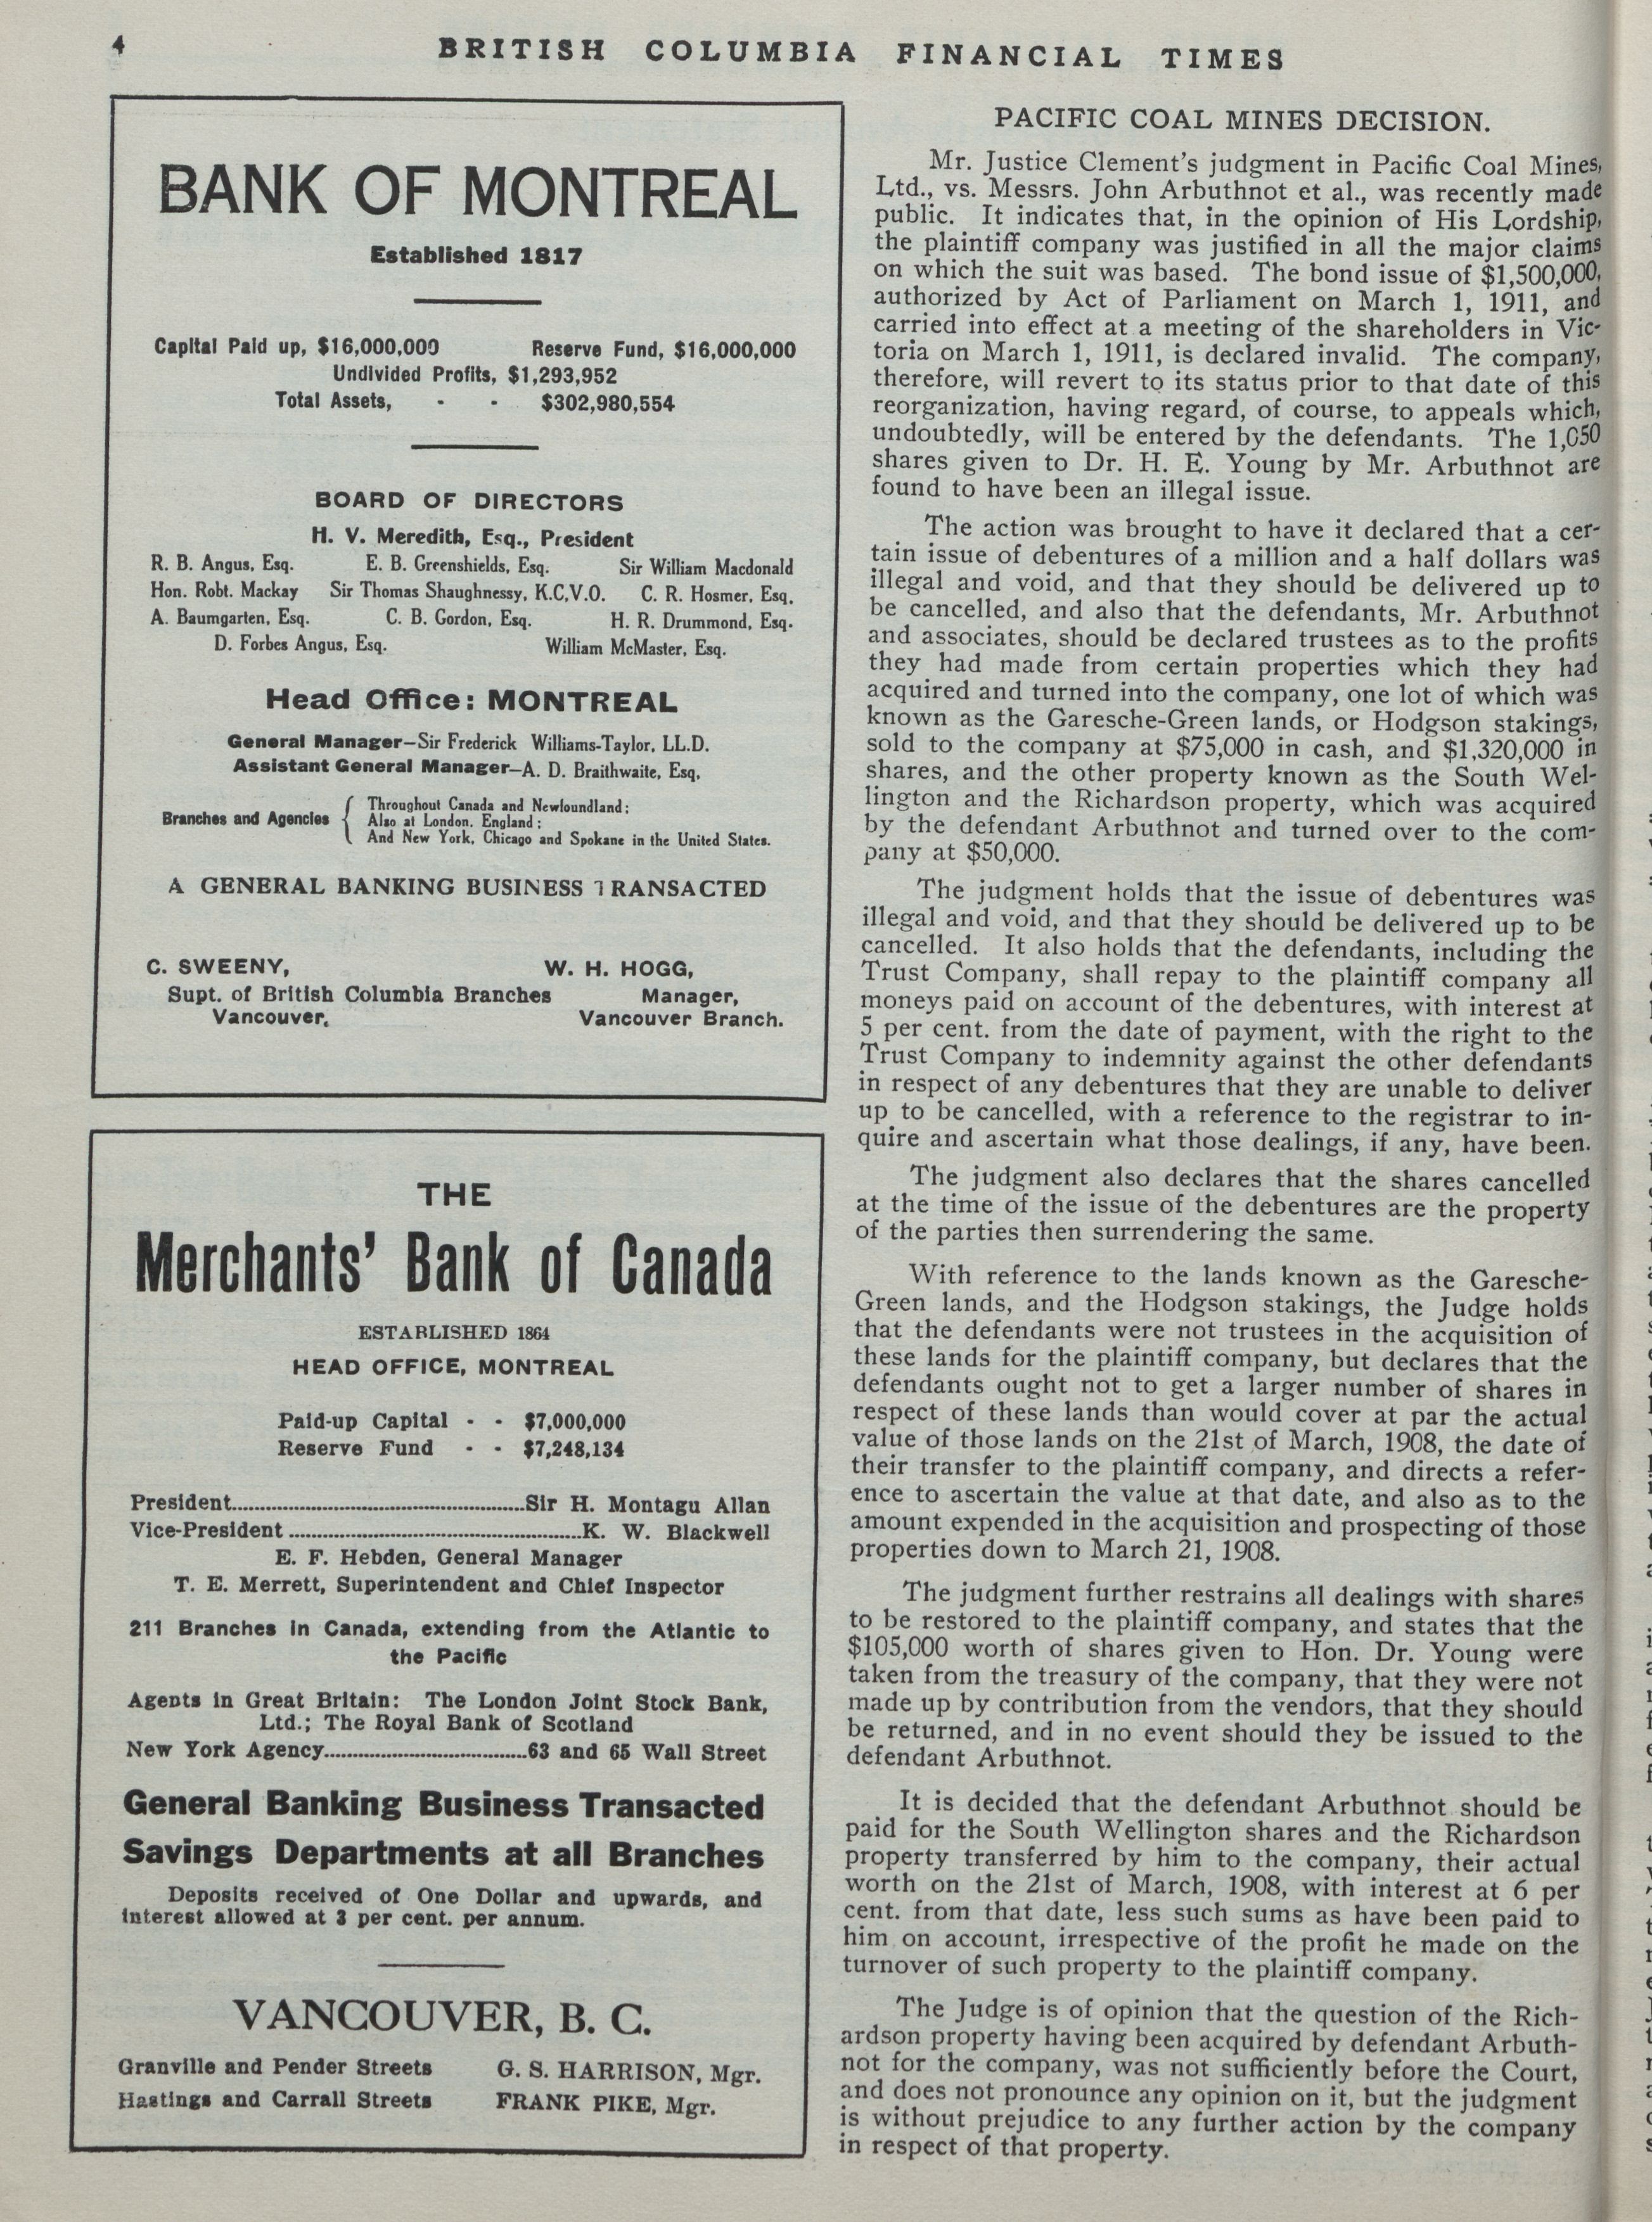 4
BRITISH COLUMBIA FINANCIAL TIMES
BANK OF MONTREAL
Established 1817
Capital Paid up, $16,000,000 Reserve Fund, $16,000,000
Undivided Profits, $1,293,952
Total Assets, - - $302,980,554
BOARD OF DIRECTORS
H. V. Meredith, Esq., President
R. B. Angus, Esq. E. B. Greenshields, Esq. Sir William Macdonald
Hon. Robt. Mackay Sir Thomas Shaughnessy, K.C.V.O. C. R. Hosmer, Esq.
A. Baumgarten, Esq. C. B. Gordon, Esq. H. R. Drummond, Esq.
D. Forbes Angus, Esq. William McMaster, Esq.
Head Office: MONTREAL
General Manager—Sir Frederick Williams-Taylor, LL.D.
Assistant General Manager—A. D. Braithwaite, Esq.
Branches and Agencies { Throughout Canada and Newfoundland;
Also at London, England;
And New York, Chicago and Spokane in the United States.
A GENERAL BANKING BUSINESS TRANSACTED
C. SWEENY, W. H. HOGG,
Supt. of British Columbia Branches Manager,
Vancouver. Vancouver Branch.
THE
Merchants' Bank of Canada
ESTABLISHED 1864
HEAD OFFICE, MONTREAL
Paid-up Capital - - $7,000,000
Reserve Fund - - $7,248,134
President..................Sir H. Montagu Allan
Vice-President..................K. W. Blackwell
E. F. Hebden, General Manager
T. E. Merrett, Superintendent and Chief Inspector
211 Branches in Canada, extending from the Atlantic to
the Pacific
Agents in Great Britain: The London Joint Stock Bank,
Ltd.; The Royal Bank of Scotland
New York Agency..................63 and 65 Wall Street
General Banking Business Transacted
Savings Departments at all Branches
Deposits received of One Dollar and upwards, and
interest allowed at 3 per cent. per annum.
VANCOUVER, B. C.
Granville and Pender Streets G. S. HARRISON, Mgr.
Hastings and Carrall Streets FRANK PIKE, Mgr.
PACIFIC COAL MINES DECISION.
Mr. Justice Clement's judgment in Pacific Coal Mines,
Ltd., vs. Messrs. John Arbuthnot et al., was recently made
public. It indicates that, in the opinion of His Lordship,
the plaintiff company was justified in all the major claims
on which the suit was based. The bond issue of $1,500,000,
authorized by Act of Parliament on March 1, 1911, and
carried into effect at a meeting of the shareholders in Vic-
toria on March 1, 1911, is declared invalid. The company,
therefore, will revert to its status prior to that date of this
reorganization, having regard, of course, to appeals which,
undoubtedly, will be entered by the defendants. The 1,050
shares given to Dr. H. E. Young by Mr. Arbuthnot are
found to have been an illegal issue.
The action was brought to have it declared that a cer-
tain issue of debentures of a million and a half dollars was
illegal and void, and that they should be delivered up to
be cancelled, and also that the defendants, Mr. Arbuthnot
and associates, should be declared trustees as to the profits
they had made from certain properties which they had
acquired and turned into the company, one lot of which was
known as the Garesche-Green lands, or Hodgson stakings,
sold to the company at $75,000 in cash, and $1,320,000 in
shares, and the other property known as the South Wel-
lington and the Richardson property, which was acquired
by the defendant Arbuthnot and turned over to the com-
pany at $50,000.
The judgment holds that the issue of debentures was
illegal and void, and that they should be delivered up to be
cancelled. It also holds that the defendants, including the
Trust Company, shall repay to the plaintiff company all
moneys paid on account of the debentures, with interest at
5 per cent. from the date of payment, with the right to the
Trust Company to indemnity against the other defendants
in respect of any debentures that they are unable to deliver
up to be cancelled, with a reference to the registrar to in-
quire and ascertain what those dealings, if any, have been.
The judgment also declares that the shares cancelled
at the time of the issue of the debentures are the property
of the parties then surrendering the same.
With reference to the lands known as the Garesche-
Green lands, and the Hodgson stakings, the Judge holds
that the defendants were not trustees in the acquisition of
these lands for the plaintiff company, but declares that the
defendants ought not to get a larger number of shares in
respect of these lands than would cover at par the actual
value of those lands on the 21st of March, 1908, the date of
their transfer to the plaintiff company, and directs a refer-
ence to ascertain the value at that date, and also as to the
amount expended in the acquisition and prospecting of those
properties down to March 21, 1908.
The judgment further restrains all dealings with shares
to be restored to the plaintiff company, and states that the
$105,000 worth of shares given to Hon. Dr. Young were
taken from the treasury of the company, that they were not
made up by contribution from the vendors, that they should
be returned, and in no event should they be issued to the
defendant Arbuthnot.
It is decided that the defendant Arbuthnot should be
paid for the South Wellington shares and the Richardson
property transferred by him to the company, their actual
worth on the 21st of March, 1908, with interest at 6 per
cent. from that date, less such sums as have been paid to
him on account, irrespective of the profit he made on the
turnover of such property to the plaintiff company.
The Judge is of opinion that the question of the Rich-
ardson property having been acquired by defendant Arbuth-
not for the company, was not sufficiently before the Court,
and does not pronounce any opinion on it, but the judgment
is without prejudice to any further action by the company
in respect of that property.